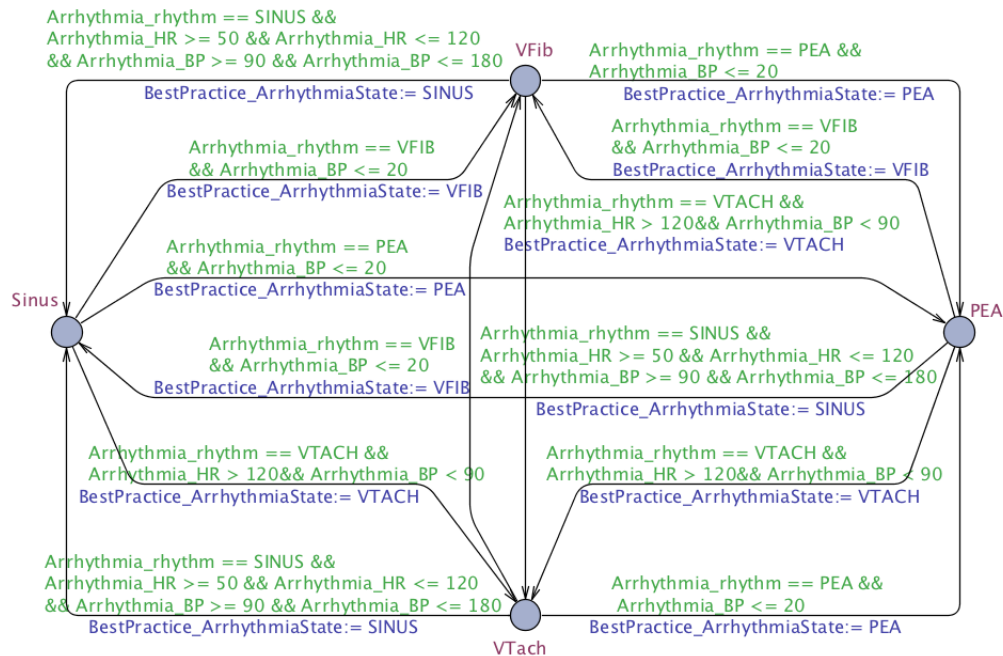 Arrhythmia_rhythm == SINUS &&
Arrhythmia_HR >= 50 && Arrhythmia_HR <= 120
&& Arrhythmia_BP >= 90 && Arrhythmia_BP <= 180
BestPractice_ArrhythmiaState:= SINUS
VFib
Arrhythmia_rhythm == PEA &&
Arrhythmia_BP <= 20
BestPractice_ArrhythmiaState:= PEA
Arrhythmia_rhythm == VFIB
&& Arrhythmia_BP <= 20
BestPractice_ArrhythmiaState:= VFIB
Arrhythmia_rhythm == VFIB
&& Arrhythmia_BP <= 20
BestPractice_ArrhythmiaState:= VFIB
Arrhythmia_rhythm == VTACH &&
Arrhythmia_HR > 120&& Arrhythmia_BP < 90
BestPractice_ArrhythmiaState:= VTACH
Arrhythmia_rhythm == PEA
&& Arrhythmia_BP <= 20
BestPractice_ArrhythmiaState:= PEA
Sinus
PEA
Arrhythmia_rhythm == VFIB
&& Arrhythmia_BP <= 20
BestPractice_ArrhythmiaState:= VFIB
Arrhythmia_rhythm == SINUS &&
Arrhythmia_HR >= 50 && Arrhythmia_HR <= 120
&& Arrhythmia_BP >= 90 && Arrhythmia_BP <= 180
BestPractice_ArrhythmiaState:= SINUS
Arrhythmia_rhythm == VTACH &&
Arrhythmia_HR > 120&& Arrhythmia_BP < 90
BestPractice_ArrhythmiaState:= VTACH
Arrhythmia_rhythm == VTACH &&
Arrhythmia_HR > 120&& Arrhythmia_BP < 90
BestPractice_ArrhythmiaState:= VTACH
Arrhythmia_rhythm == SINUS &&
Arrhythmia_HR >= 50 && Arrhythmia_HR <= 120
&& Arrhythmia_BP >= 90 && Arrhythmia_BP <= 180
BestPractice_ArrhythmiaState:= SINUS
Arrhythmia_rhythm == PEA &&
Arrhythmia_BP <= 20
BestPractice_ArrhythmiaState:= PEA
VTach